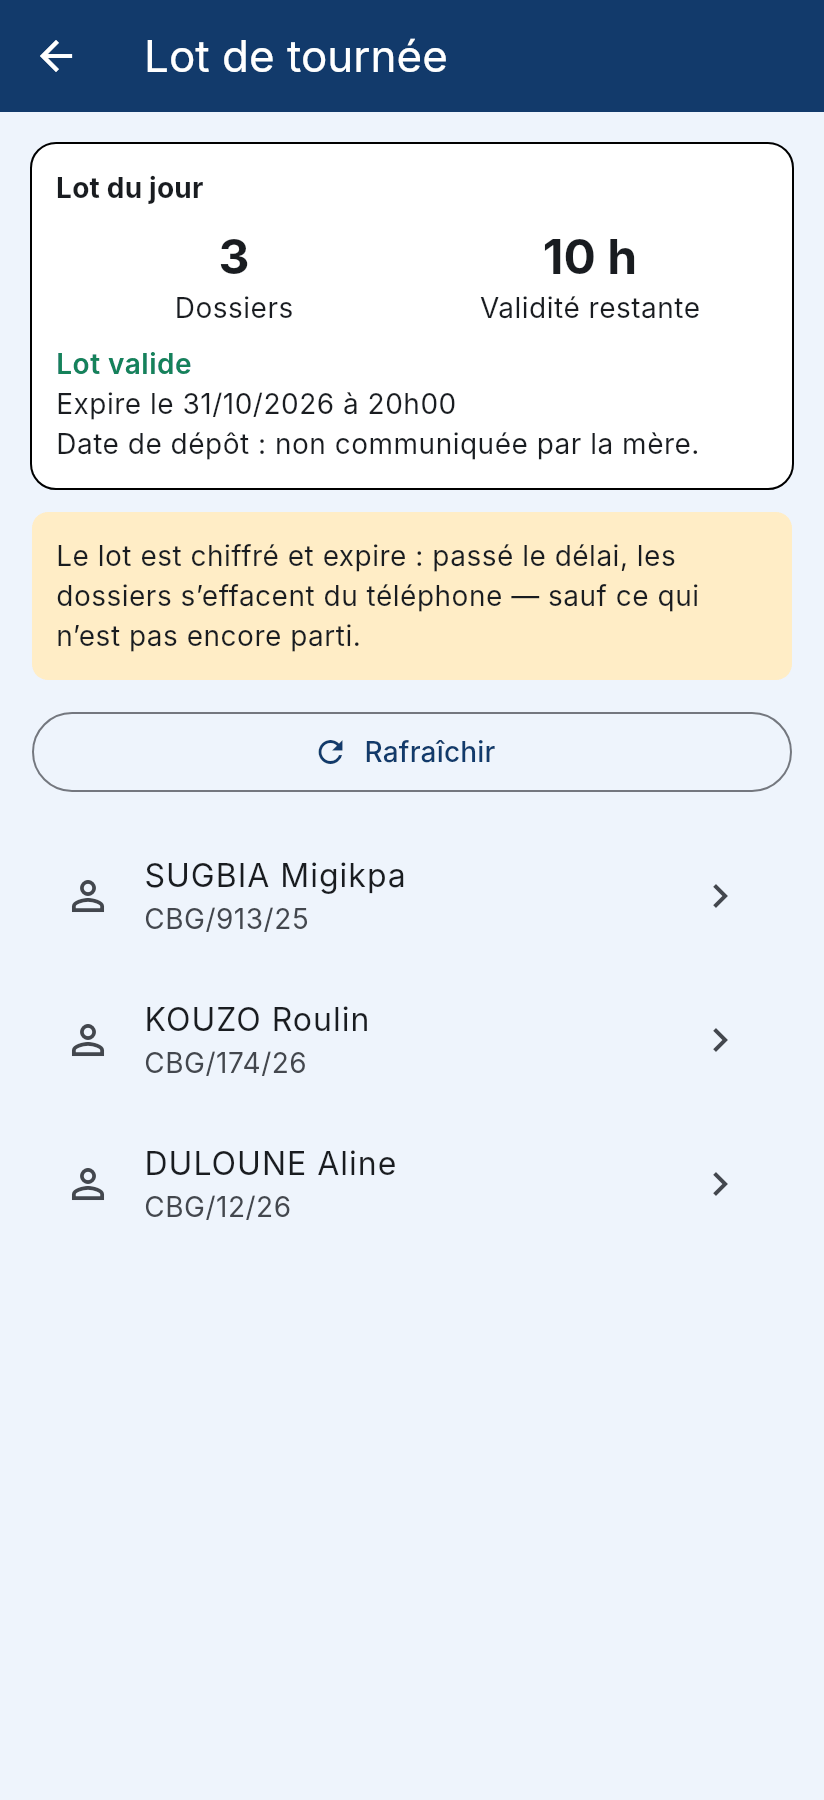 Lot de tournée
Lot du jour
3
Dossiers
10 h
Validité restante
Lot valide
Expire le 31/10/2026 à 20h00
Date de dépôt : non communiquée par la mère.
Le lot est chiffré et expire : passé le délai, les
dossiers s’effacent du téléphone — sauf ce qui
n’est pas encore parti.
Rafraîchir
SUGBIA Migikpa
CBG/913/25
KOUZO Roulin
CBG/174/26
DULOUNE Aline
CBG/12/26